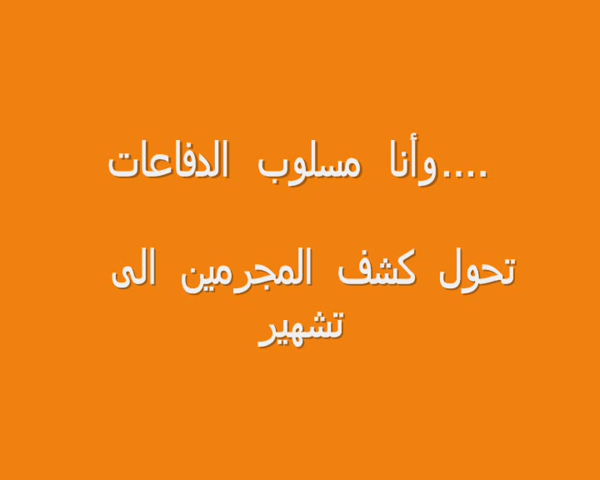 ....وأنا مسلوب الدفاعات
تحول كشف المجرمين الى
تشهير